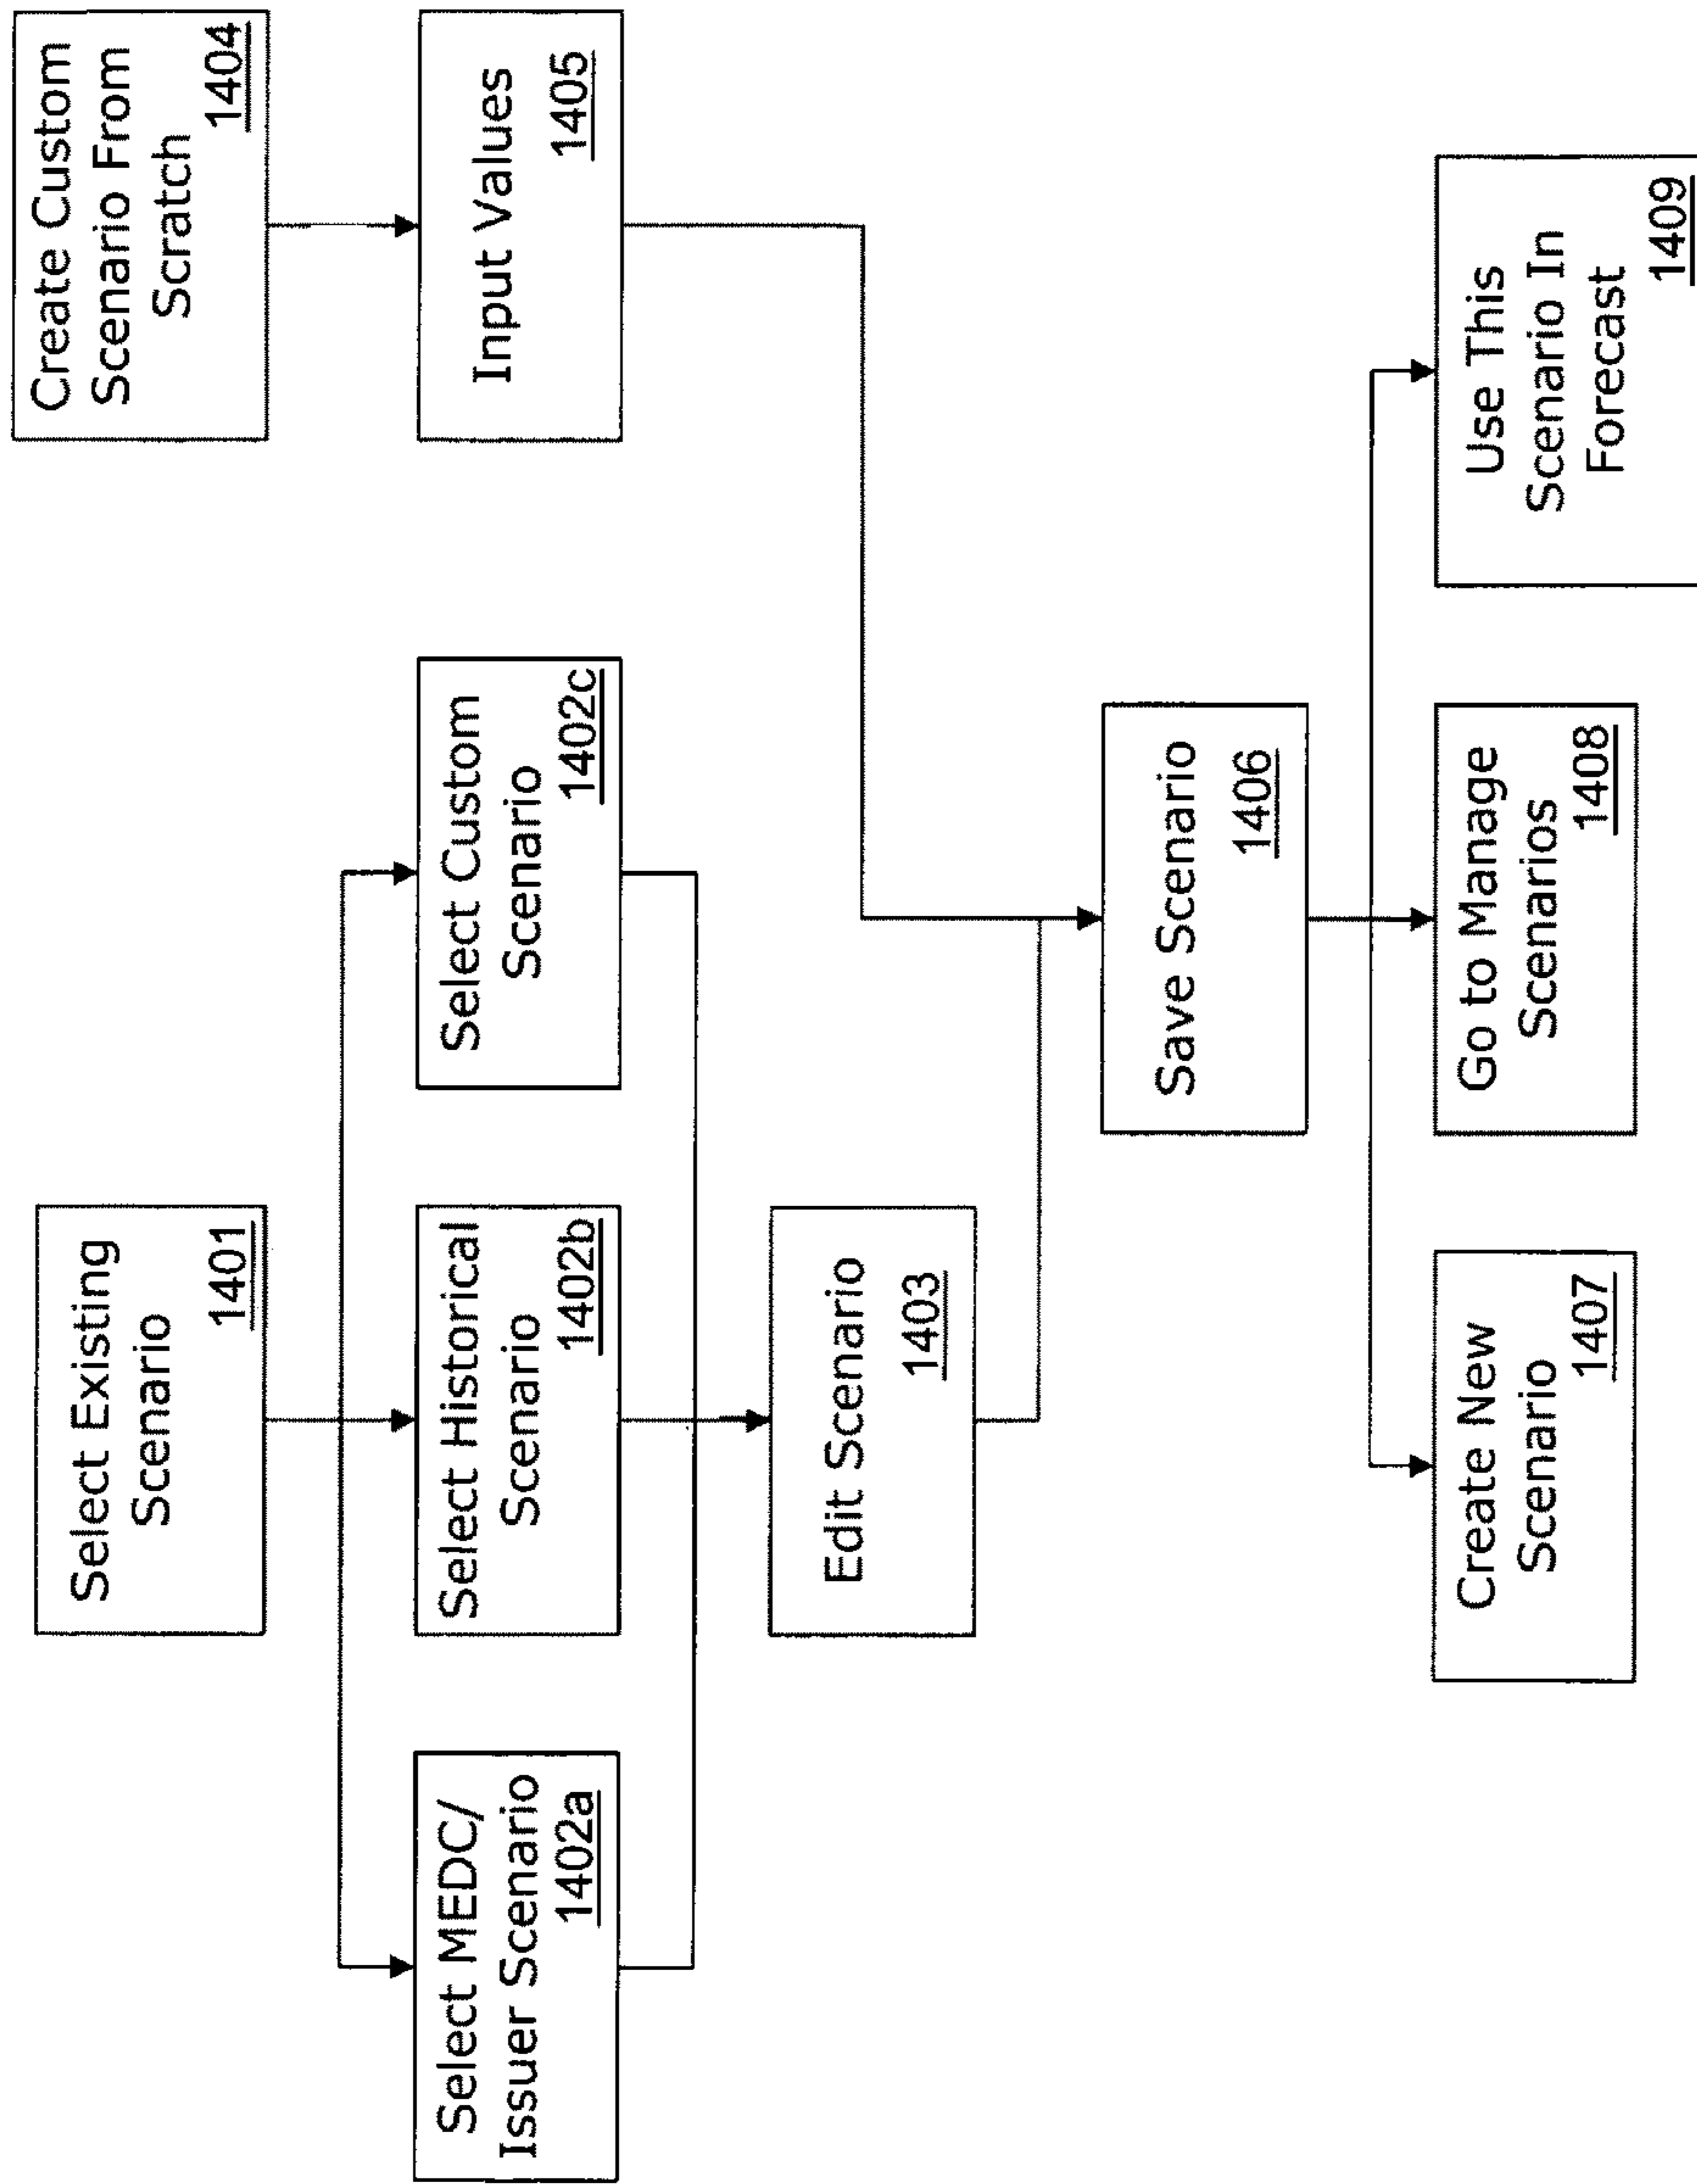 Select Existing
Scenario
1401
Create Custom
Scenario From
Scratch
1404
Select MEDC/
Issuer Scenario
1402a
Select Historical
Scenario
1402b
Select Custom
Scenario
1402c
Input Values
1405
Edit Scenario
1403
Save Scenario
1406
Create New
Scenario
1407
Go to Manage
Scenarios
1408
Use This
Scenario In
Forecast
1409